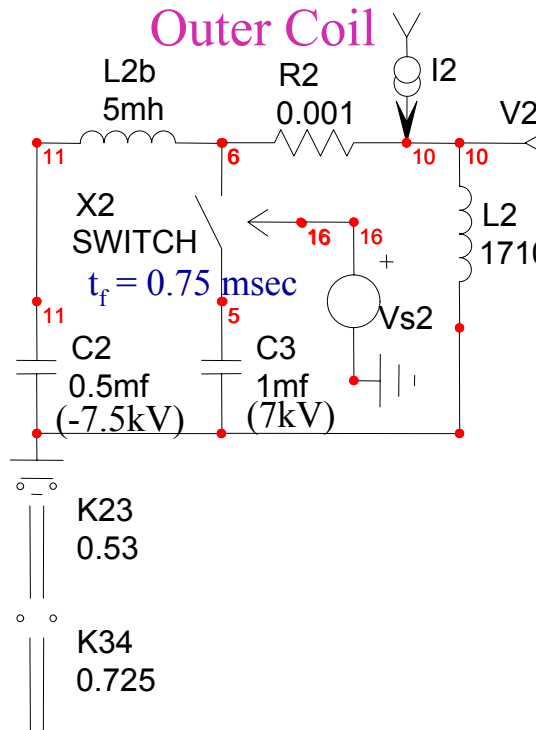 Outer Coil
L2b
5mh
R2
0.001
I2
V2
11
6
10
10
X2
SWITCH
16
16
L2
1710
t_f = 0.75 msec
+
Vs2
11
5
C2
0.5mf
(-7.5kV)
C3
1mf
(7kV)
K23
0.53
K34
0.725